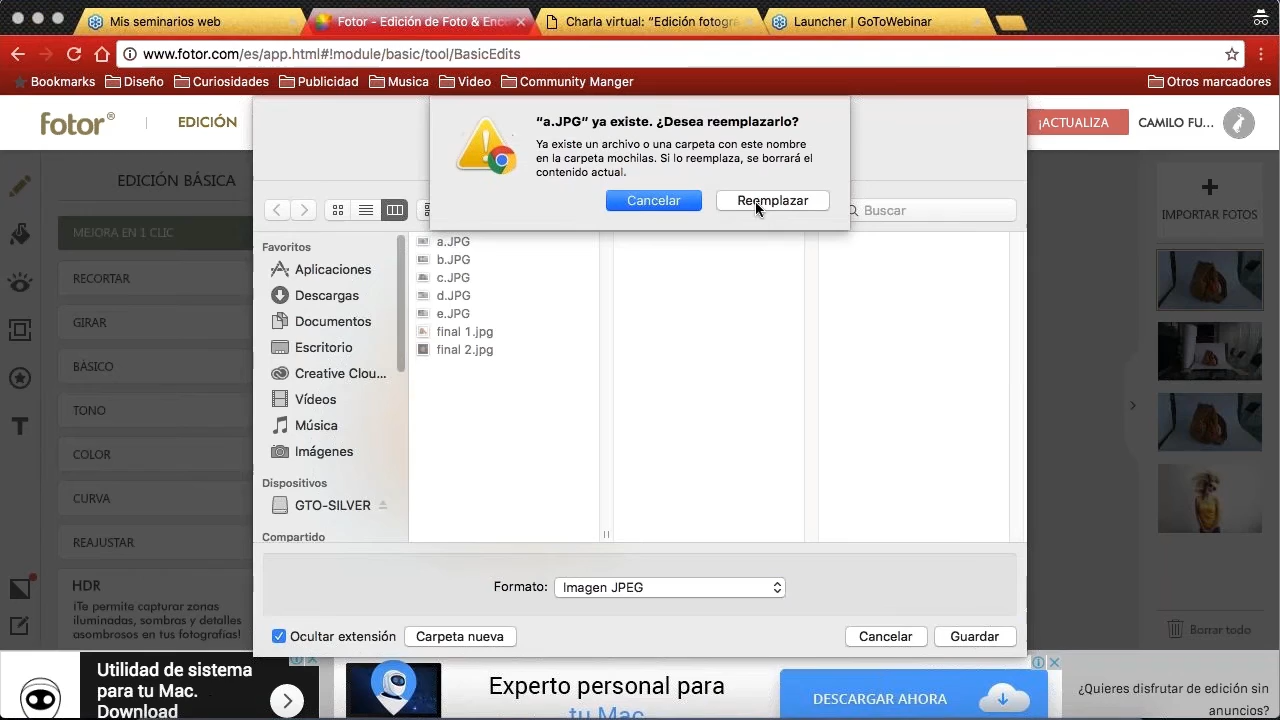 Mis seminarios web
Fotor - Edición de Foto & Enc
Charla virtual: “Edición fotogra
Launcher | GoToWebinar
www.fotor.com/es/app.html#!module/basic/tool/BasicEdits
Bookmarks
Diseño
Curiosidades
Publicidad
Musica
Video
Community Manger
Otros marcadores
fotor®
EDICIÓN
¡ACTUALIZA
CAMILO FU...
“a.JPG” ya existe. ¿Desea reemplazarlo?
Ya existe un archivo o una carpeta con este nombre
en la carpeta mochilas. Si lo reemplaza, se borrará el
contenido actual.
Cancelar
Reemplazar
Buscar
EDICIÓN BÁSICA
MEJORA EN 1 CLIC
RECORTAR
GIRAR
BÁSICO
TONO
COLOR
CURVA
REAJUSTAR
HDR
¡Te permite capturar zonas
iluminadas, sombras y detalles
asombrosos en tus fotografías!
Favoritos
Aplicaciones
Descargas
Documentos
Escritorio
Creative Clou...
Vídeos
Música
Imágenes
Dispositivos
GTO-SILVER
Compartido
a.JPG
b.JPG
c.JPG
d.JPG
e.JPG
final 1.jpg
final 2.jpg
Formato:
Imagen JPEG
Ocultar extensión
Carpeta nueva
Cancelar
Guardar
IMPORTAR FOTOS
Borrar todo
Utilidad de sistema
para tu Mac.
Download
Experto personal para
tu Mac
DESCARGAR AHORA
¿Quieres disfrutar de edición sin
anuncios?